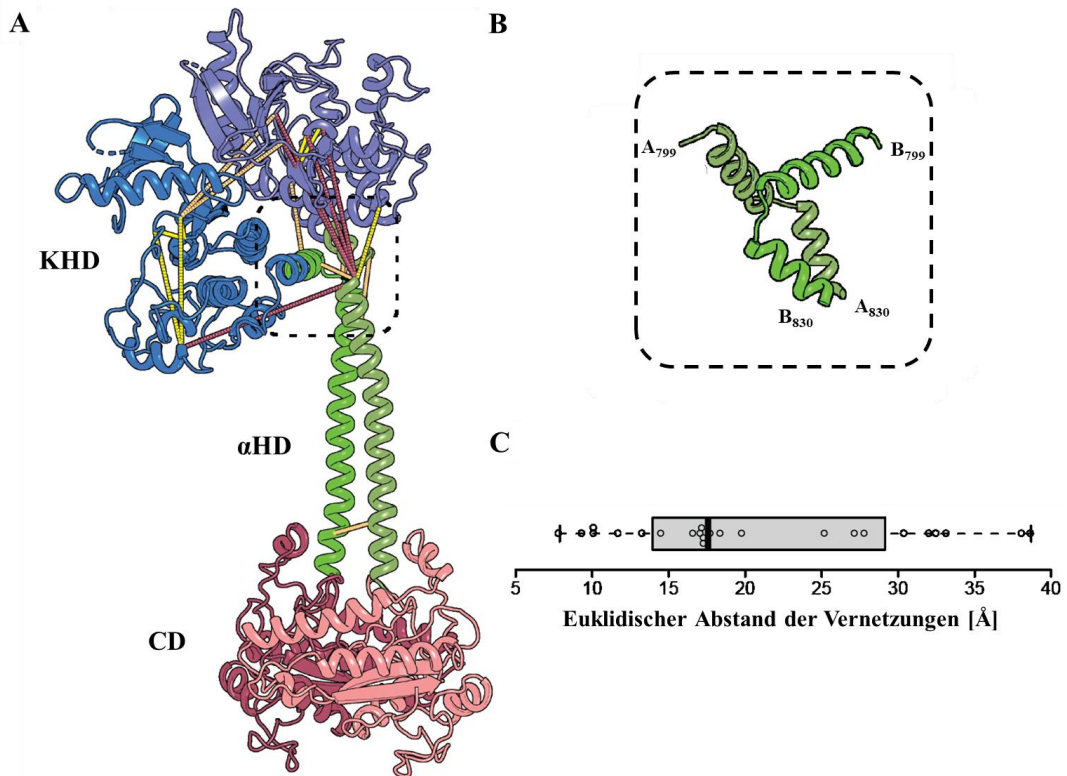 A
B
A799
B799
KHD
B830
A830
αHD
C
CD
5 10 15 20 25 30 35 40
Euklidischer Abstand der Vernetzungen [Å]